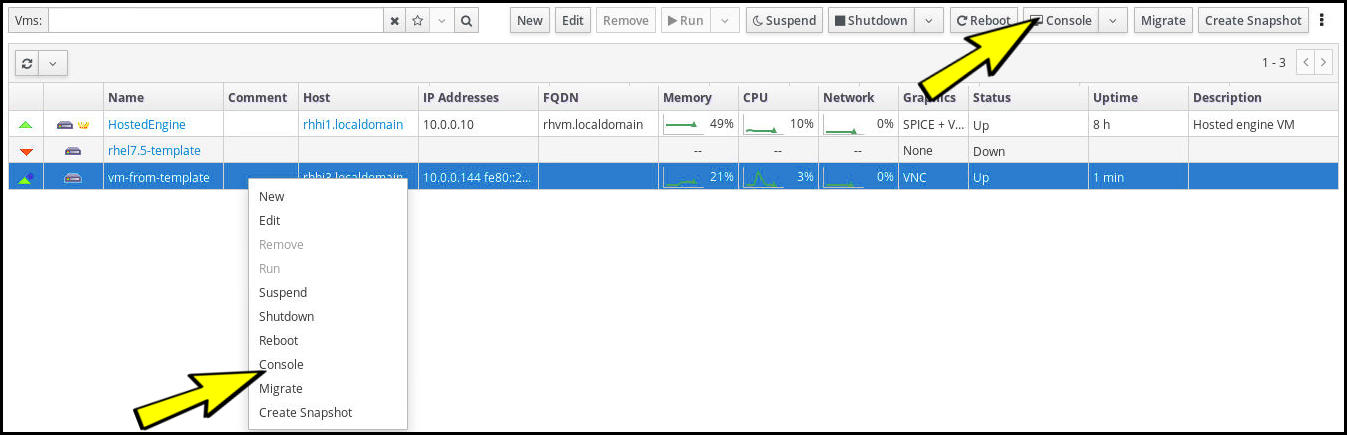 Vms: New Edit Remove Run Suspend Shutdown Reboot Console Migrate Create Snapshot
1 - 3
Name Comment Host IP Addresses FQDN Memory CPU Network Graphics Status Uptime Description
HostedEngine rhhi1.localdomain 10.0.0.10 rhvm.localdomain 49% 10% 0% SPICE + V... Up 8 h Hosted engine VM
rhel7.5-template -- -- -- None Down
vm-from-template rhhi3.localdomain 10.0.0.144 fe80::2... 21% 3% 0% VNC Up 1 min
New
Edit
Remove
Run
Suspend
Shutdown
Reboot
Console
Migrate
Create Snapshot